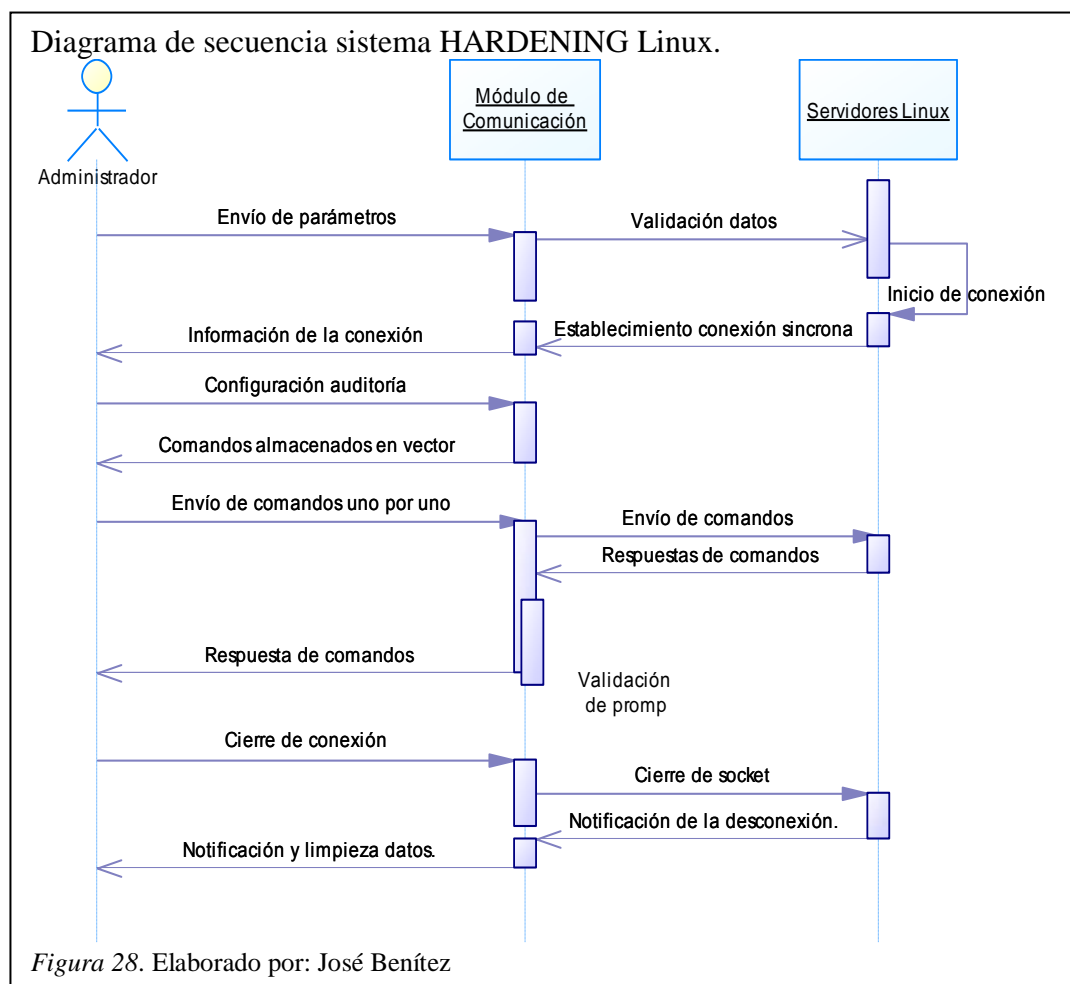 Diagrama de secuencia sistema HARDENING Linux.
Módulo de
Comunicación
Servidores Linux
Administrador
Envío de parámetros
Validación datos
Inicio de conexión
Establecimiento conexión sincrona
Información de la conexión
Configuración auditoría
Comandos almacenados en vector
Envío de comandos uno por uno
Envío de comandos
Respuestas de comandos
Respuesta de comandos
Validación
de promp
Cierre de conexión
Cierre de socket
Notificación de la desconexión.
Notificación y limpieza datos.
Figura 28. Elaborado por: José Benítez